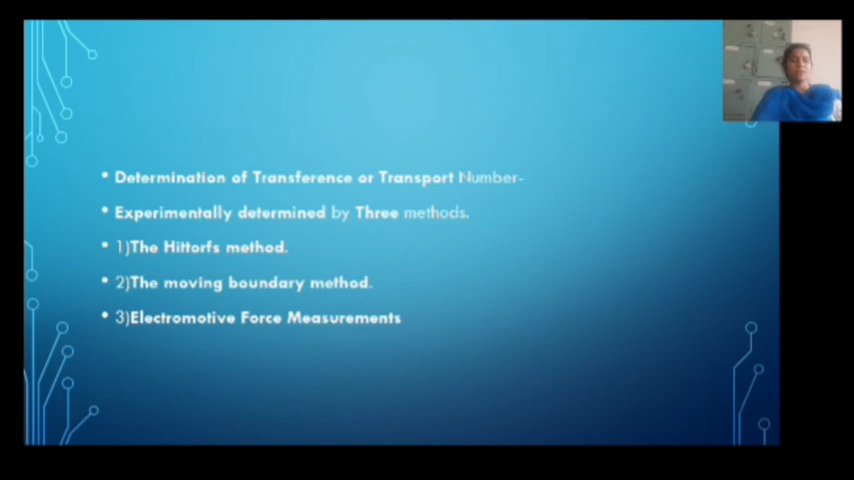 • Determination of Transference or Transport Number-
• Experimentally determined by Three methods.
• 1)The Hittorfs method.
• 2)The moving boundary method.
• 3)Electromotive Force Measurements